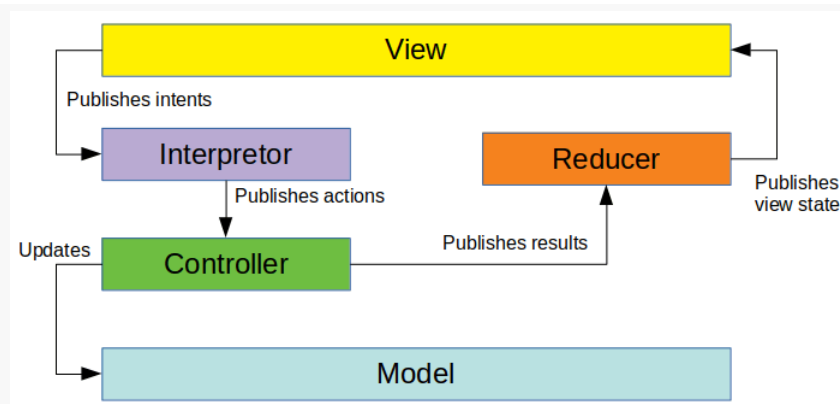 View
Publishes intents
Interpretor
Reducer
Publishes
view state
Publishes actions
Updates
Publishes results
Controller
Model